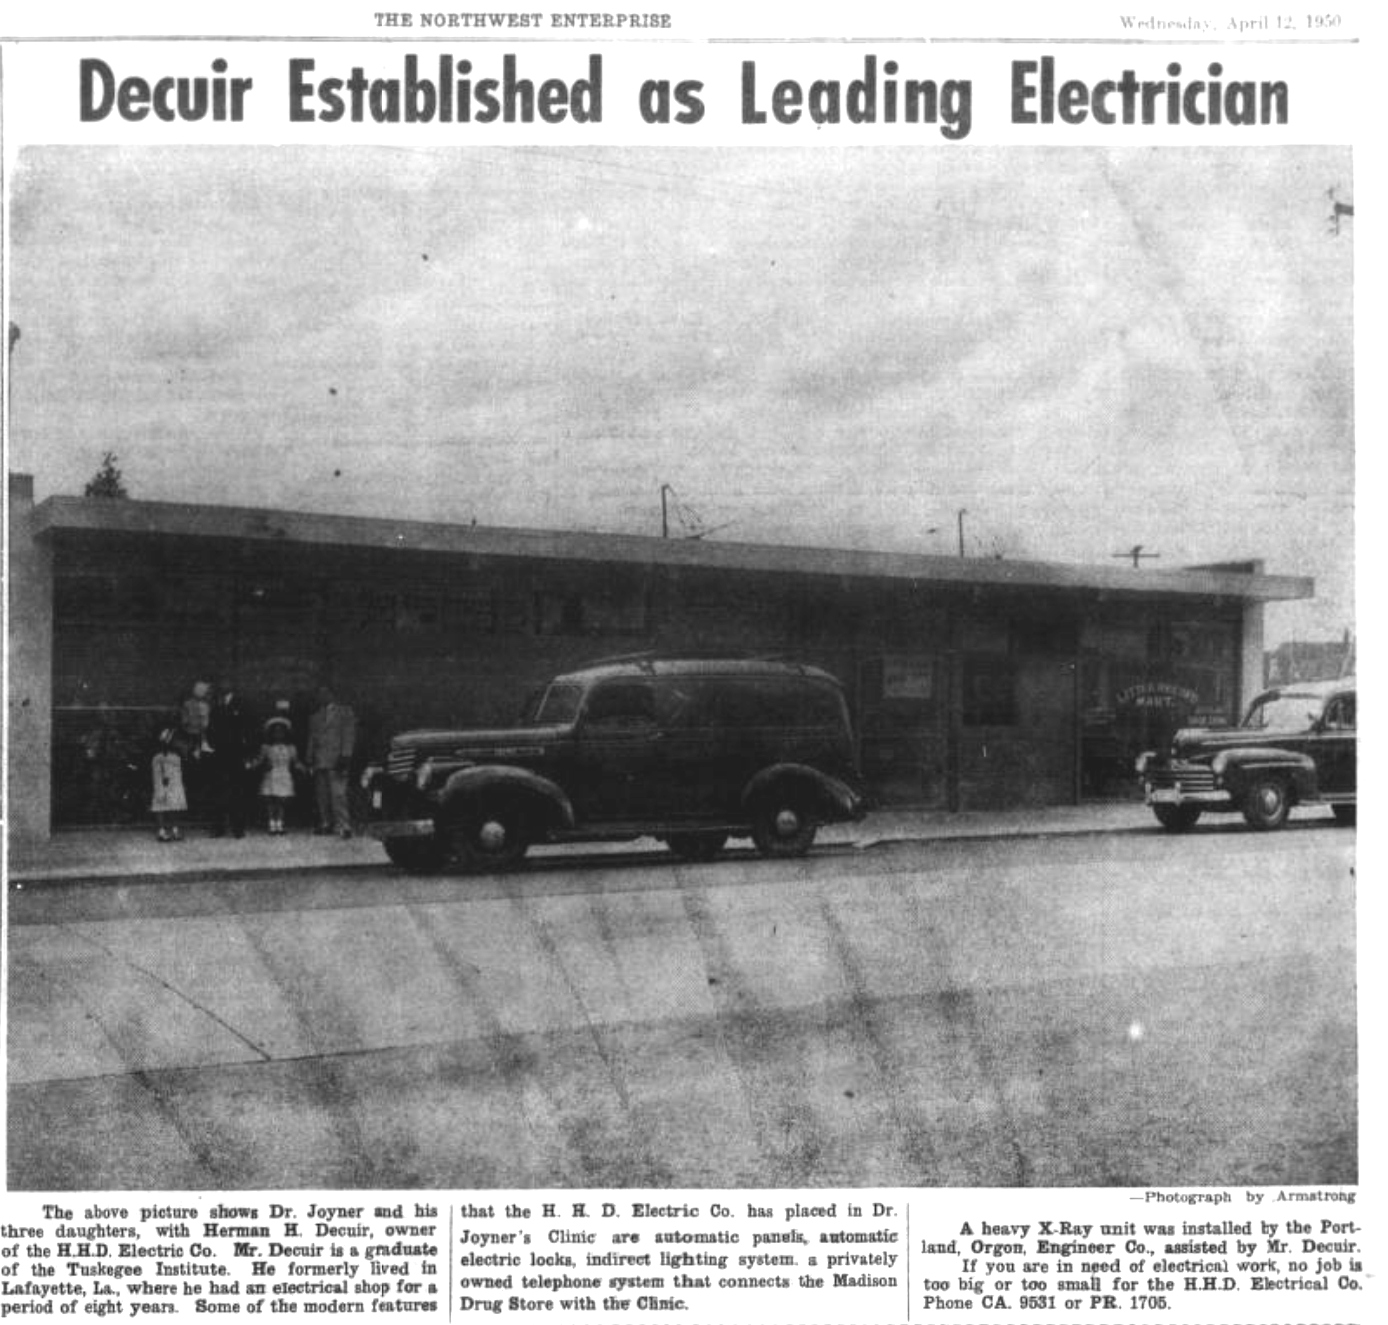 THE NORTHWEST ENTERPRISE
Wednesday, April 12, 1950
Decuir Established as Leading Electrician
MART.
—Photograph by Armstrong
The above picture shows Dr. Joyner and his
three daughters, with Herman H. Decuir, owner
of the H.H.D. Electric Co. Mr. Decuir is a graduate
of the Tuskegee Institute. He formerly lived in
Lafayette, La., where he had an electrical shop for a
period of eight years. Some of the modern features
that the H. H. D. Electric Co. has placed in Dr.
Joyner's Clinic are automatic panels, automatic
electric locks, indirect lighting system. a privately
owned telephone system that connects the Madison
Drug Store with the Clinic.
A heavy X-Ray unit was installed by the Port-
land, Orgon, Engineer Co., assisted by Mr. Decuir.
If you are in need of electrical work, no job is
too big or too small for the H.H.D. Electrical Co.
Phone CA. 9531 or PR. 1705.